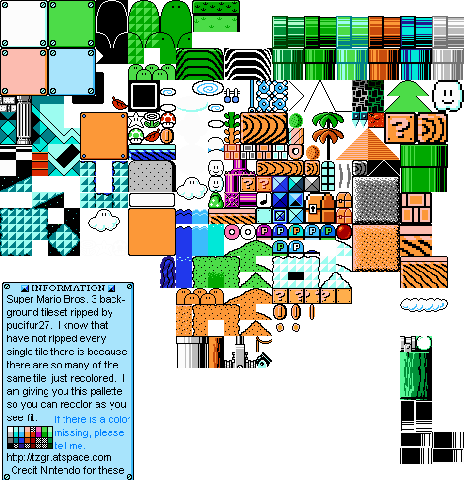 INFORMATION
Super Mario Bros. 3 back-
ground tileset ripped by
pucifur27. I know that
have not ripped every
single tile there is because
there are so many of the
same tile just recolored. I
am giving you this pallette
so you can recolor as you
see fit. If there is a color
missing, please
tell me.
http://tzgr.atspace.com
Credit Nintendo for these